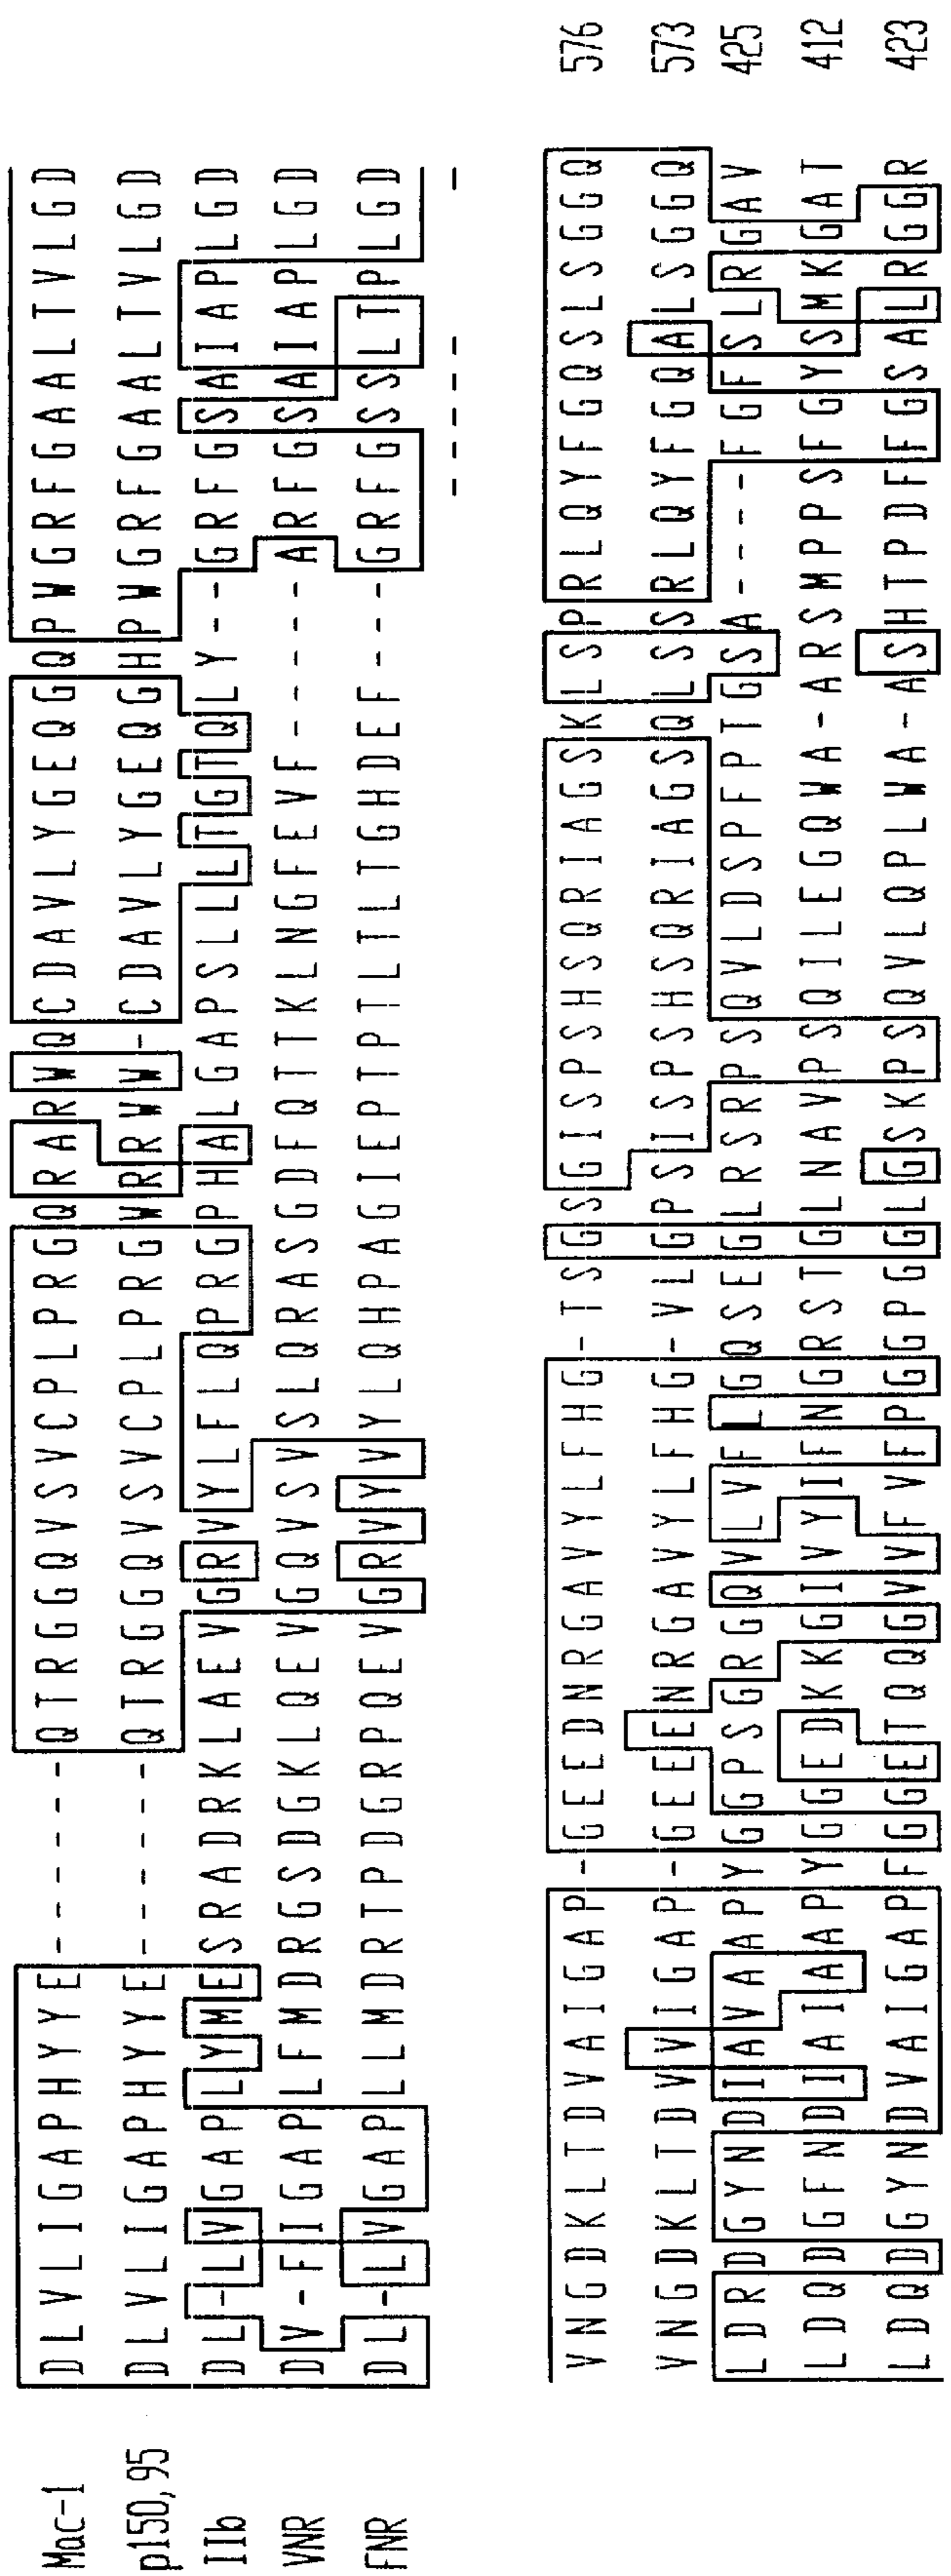 Mac-1 DLVLIGAPHYYE------QTRGGQVSVCPLPRGQRARWQCDAVLYGEQGQPWGRFGAALTVLGD
p150,95 DLVLIGAPHYYE------QTRGGQVSVCPLPRGWRRWW-CDAVLYGEQGHPWGRFGAALTVLGD
IIb DL-LVGAPLYMESRADRKLAEVGRVYLFLQPRGPHALGAPSLLLTGTQLY--GRFGSAIAPLGD
VNR DV-FIGAPLFMDRGSDGKLQEVGQVSVSLQRASGDFQTTKLNGFEVF-----ARFGSAIAPLGD
FNR DL-LVGAPLLMDRTPDGRPQEVGRVYVYLQHPAGIEPTPTLTLTGHDEF---GRFGSSLTPLGD
VNGDKLTDVAIGAP-GEEDNRGAVYLFHG-TSGSGISPSHSQRIAGSKLSPRLQYFGQSLSGGQ 576
VNGDKLTDVVIGAP-GEEENRGAVYLFHG-VLGPSISPSHSQRIAGSQLSSRLQYFGQALSGGQ 573
LDRDGYNDIAVAAPYGGPSGRGQVLVFLGQSEGLRSRPSQVLDSPFPTGSA----FGFSLRGAV 425
LDQDGFNDIAIAAPYGGEDKKGIVYIFNGRSTGLNAVPSQILEGQWA-ARSMPPSFGYSMKGAT 412
LDQDGYNDVAIGAPFGGETQQGVVFVFPGGPGGLGSKPSQVLQPLWA-ASHTPDFFGSALRGGR 423